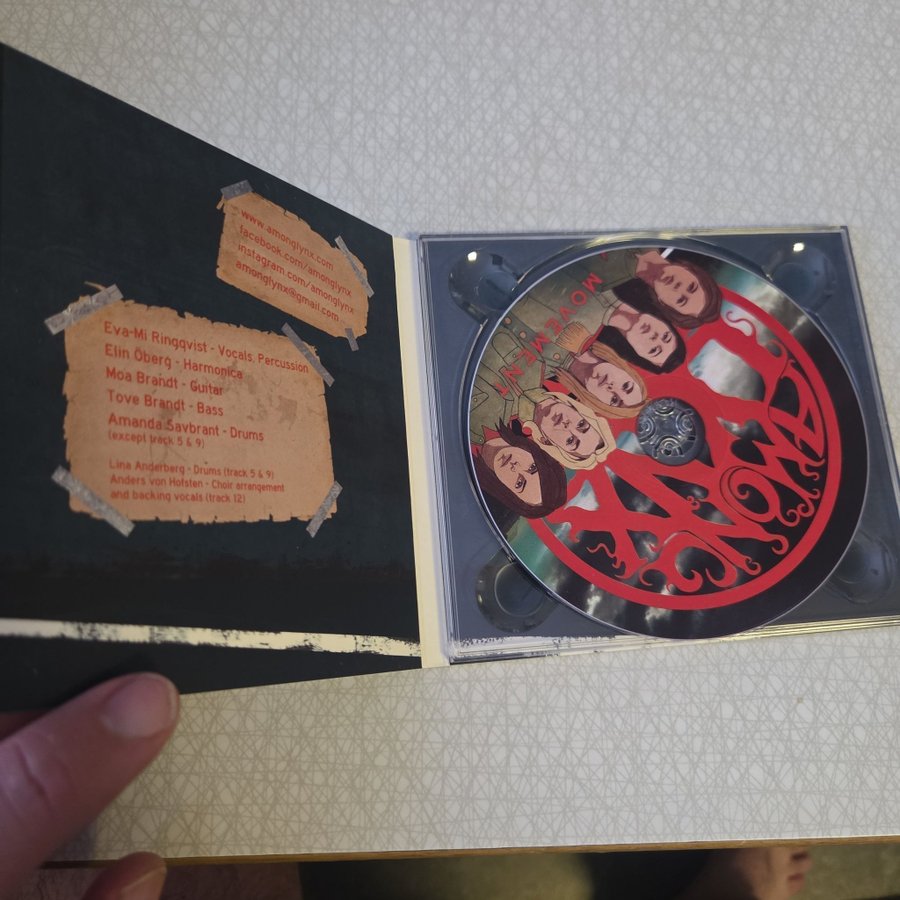 www.amonglynx.com
facebook.com/amonglynx
instagram.com/amonglynx
amonglynx@gmail.com
Eva-Mi Ringqvist - Vocals, Percussion
Elin Öberg - Harmonica
Moa Brandt - Guitar
Tove Brandt - Bass
Amanda Savbrant - Drums
(except track 5 & 9)
Lina Anderberg - Drums (track 5 & 9)
Anders von Hofsten - Choir arrangement
and backing vocals (track 12)
AMONG
LYNX
MOVEMENT